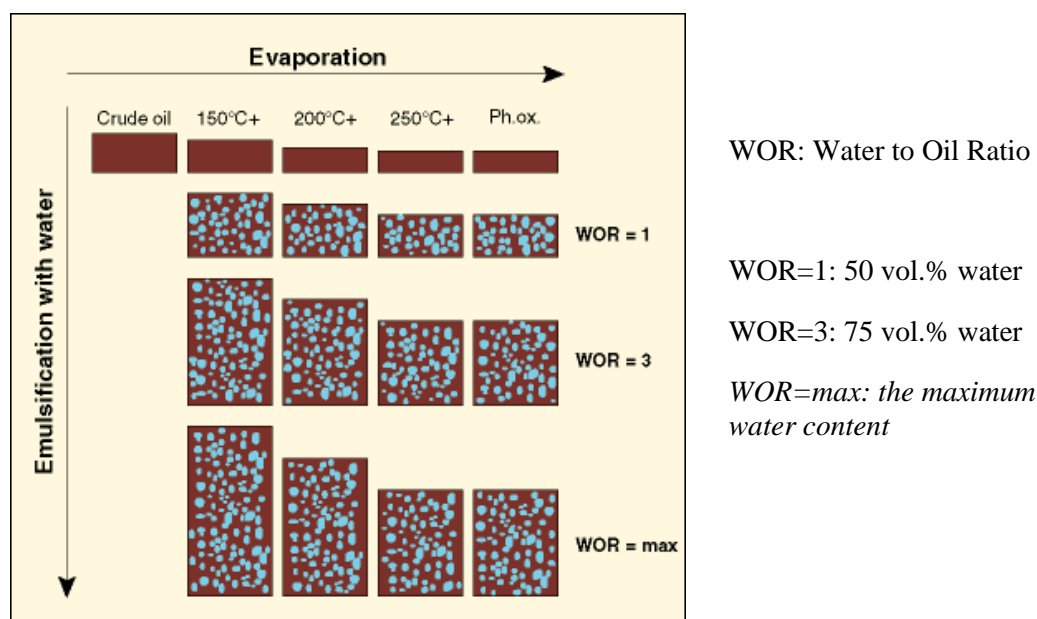 Evaporation
Crude oil 150°C+ 200°C+ 250°C+ Ph.ox.
Emulsification with water
WOR = 1
WOR = 3
WOR = max
WOR: Water to Oil Ratio
WOR=1: 50 vol.% water
WOR=3: 75 vol.% water
WOR=max: the maximum
water content